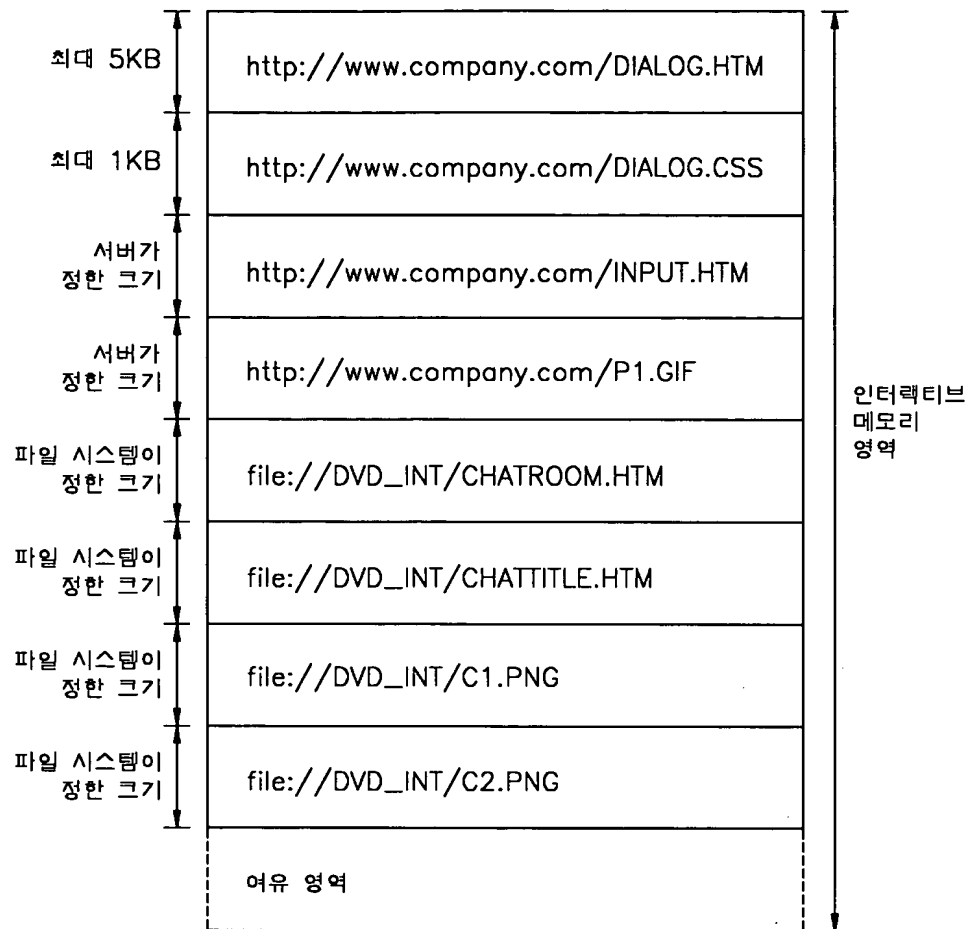 최대 5KB
http://www.company.com/DIALOG.HTM
최대 1KB
http://www.company.com/DIALOG.CSS
서버가
정한 크기
http://www.company.com/INPUT.HTM
서버가
정한 크기
http://www.company.com/P1.GIF
파일 시스템이
정한 크기
file://DVD_INT/CHATROOM.HTM
파일 시스템이
정한 크기
file://DVD_INT/CHATTITLE.HTM
파일 시스템이
정한 크기
file://DVD_INT/C1.PNG
파일 시스템이
정한 크기
file://DVD_INT/C2.PNG
여유 영역
인터랙티브
메모리
영역